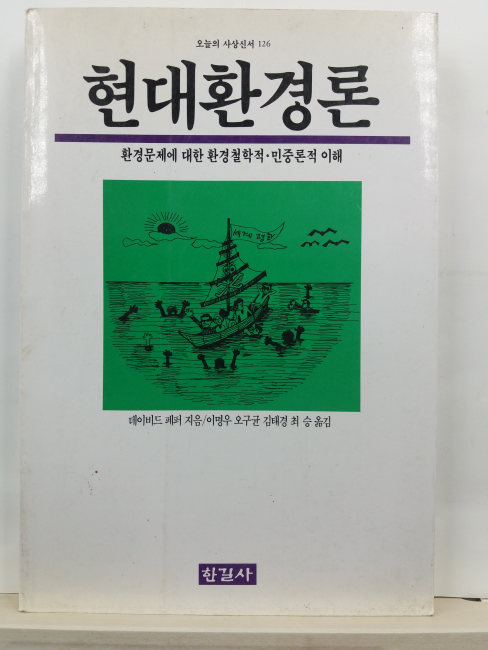 오늘의 사상신서 126
현대환경론
환경문제에 대한 환경철학적·민중론적 이해
세계평화
데이비드 페퍼 지음/이명우 오구균 김태경 최 승 옮김
한길사